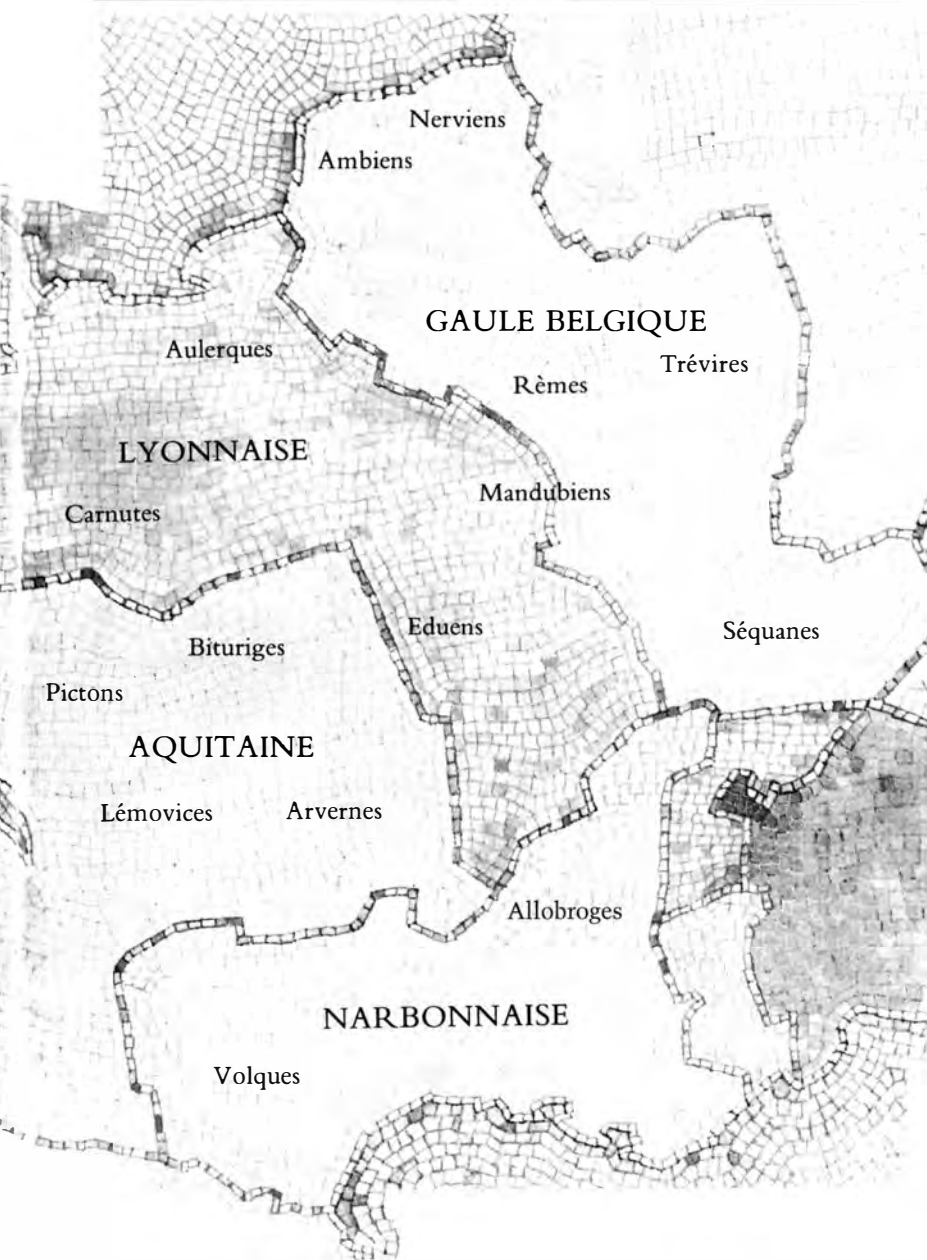 Nerviens
Ambiens
GAULE BELGIQUE
Aulerques
Trévires
Rèmes
LYONNAISE
Mandubiens
Carnutes
Eduens
Séquanes
Bituriges
Pictons
AQUITAINE
Lémovices
Arvernes
Allobroges
NARBONNAISE
Volques